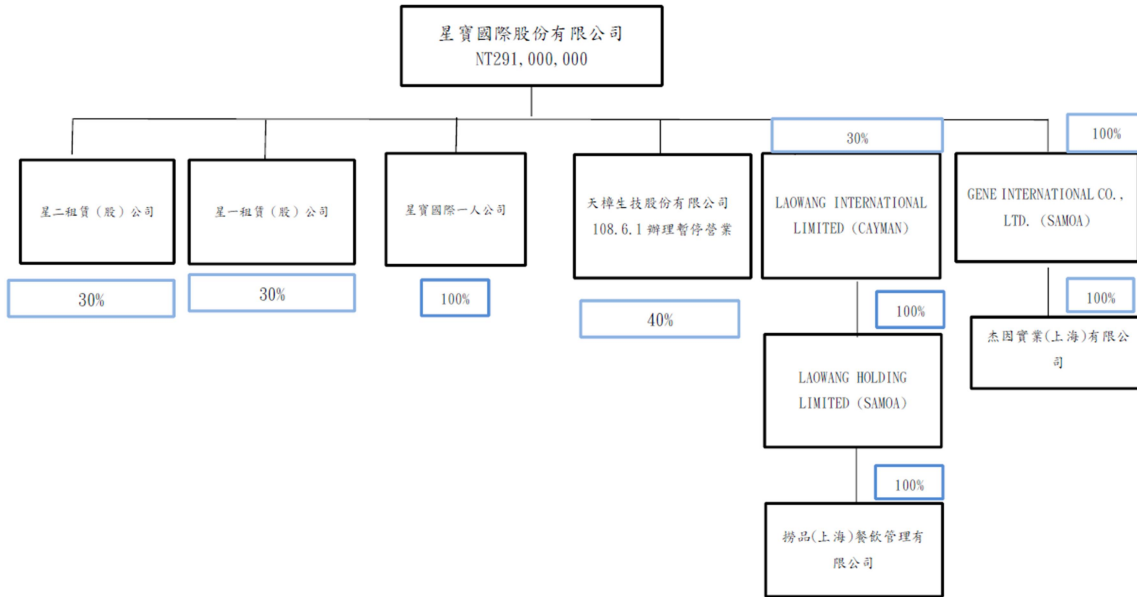 星寶國際股份有限公司
NT291,000,000
30%
100%
星二租賃(股)公司
星一租賃(股)公司
星寶國際一人公司
天樟生技股份有限公司
108.6.1 辦理暫停營業
LAOWANG INTERNATIONAL
LIMITED (CAYMAN)
GENE INTERNATIONAL CO.,
LTD. (SAMOA)
30%
30%
100%
40%
100%
100%
LAOWANG HOLDING
LIMITED (SAMOA)
杰因實業(上海)有限公
司
100%
撈品(上海)餐飲管理有
限公司